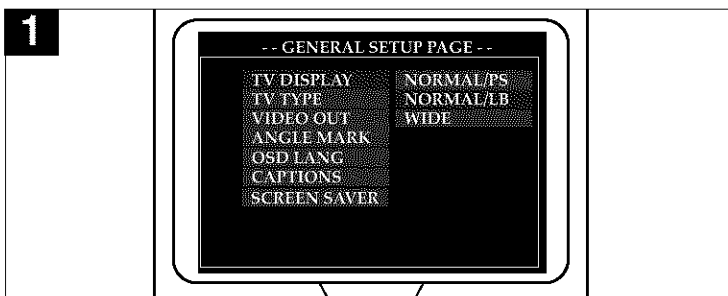 1
- - GENERAL SETUP PAGE - -
TV DISPLAY NORMAL/PS
TV TYPE NORMAL/LB
VIDEO OUT WIDE
ANGLE MARK
OSD LANG
CAPTIONS
SCREEN SAVER